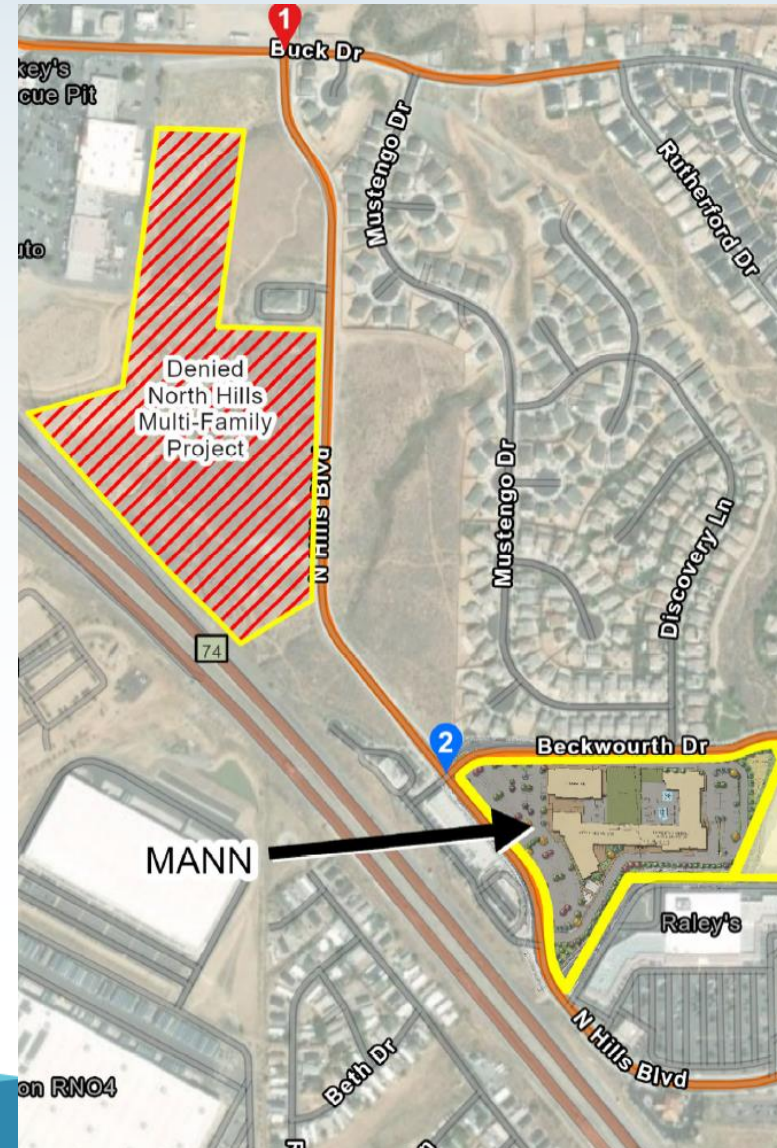 1
Buck Dr
key's
cue Pit
Mustengo Dr
Rutherford Dr
uto
Denied
North Hills
Multi-Family
Project
N Hills Blvd
Mustengo Dr
Discovery Ln
74
2
Beckwourth Dr
MANN
Raley's
N Hills Blvd
Beth Dr
on RNO4